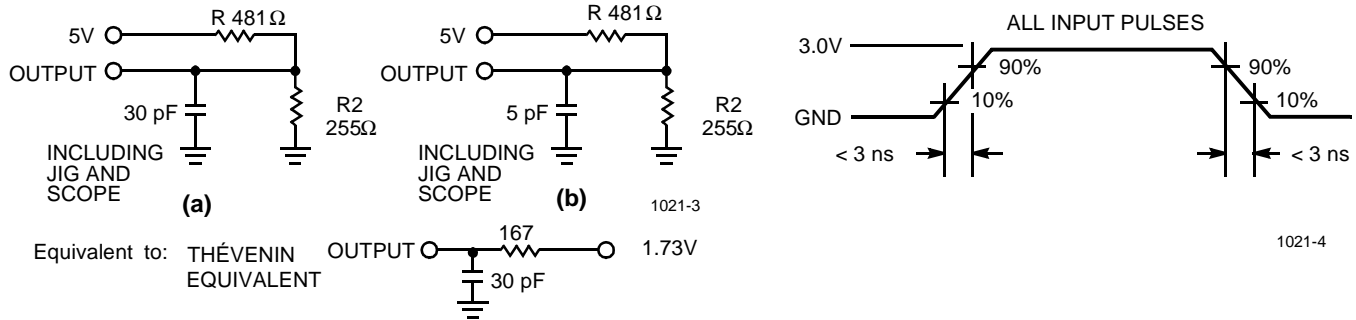 R 481Ω
5V
OUTPUT
30 pF
R2
255Ω
INCLUDING
JIG AND
SCOPE
(a)
R 481Ω
5V
OUTPUT
5 pF
R2
255Ω
INCLUDING
JIG AND
SCOPE
(b)
1021-3
Equivalent to: THÉVENIN
EQUIVALENT
OUTPUT
167
1.73V
30 pF
ALL INPUT PULSES
3.0V
90%
10%
GND
< 3 ns
90%
10%
< 3 ns
1021-4